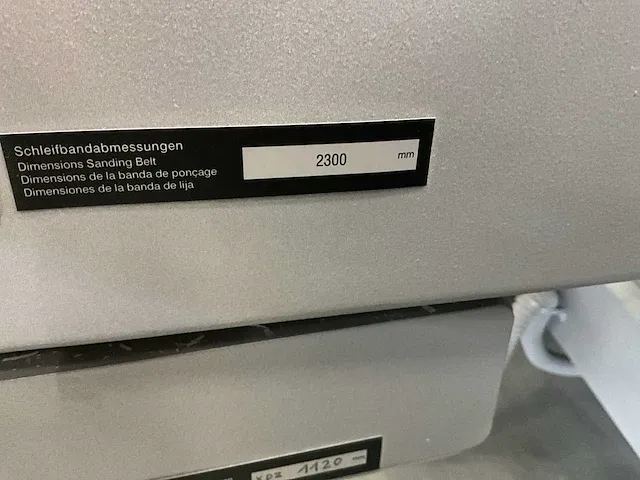 Schleifbandabmessungen
Dimensions Sanding Belt
Dimensions de la banda de ponçage
Dimensiones de la banda de lija
2300 mm
xpz 1120 mm